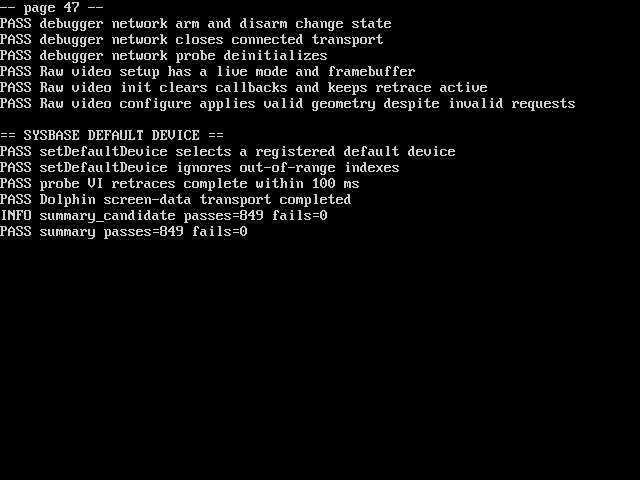 -- page 47 --
PASS debugger network arm and disarm change state
PASS debugger network closes connected transport
PASS debugger network probe deinitializes
PASS Raw video setup has a live mode and framebuffer
PASS Raw video init clears callbacks and keeps retrace active
PASS Raw video configure applies valid geometry despite invalid requests
== SYSBASE DEFAULT DEVICE ==
PASS setDefaultDevice selects a registered default device
PASS setDefaultDevice ignores out-of-range indexes
PASS probe VI retraces complete within 100 ms
PASS Dolphin screen-data transport completed
INFO summary_candidate passes=849 fails=0
PASS summary passes=849 fails=0